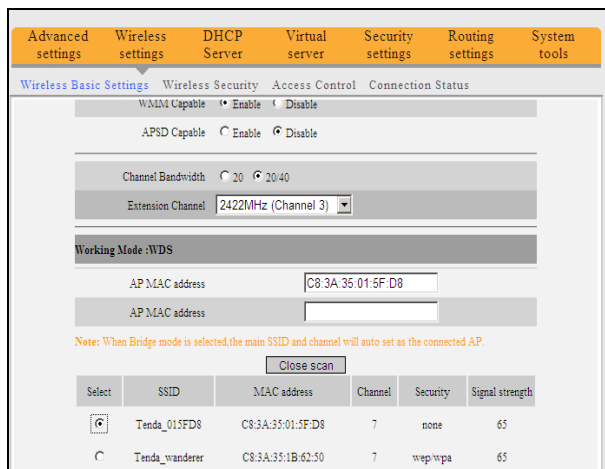 Advanced settings Wireless settings DHCP Server Virtual server Security settings Routing settings System tools
Wireless Basic Settings Wireless Security Access Control Connection Status
WMM Capable Enable Disable
APSD Capable Enable Disable
Channel Bandwidth 20 20/40
Extension Channel 2422MHz (Channel 3)
Working Mode :WDS
AP MAC address C8:3A:35:01:5F:D8
AP MAC address
Note: When Bridge mode is selected,the main SSID and channel will auto set as the connected AP.
Close scan
Select SSID MAC address Channel Security Signal strength
Tenda_015FD8 C8:3A:35:01:5F:D8 7 none 65
Tenda_wanderer C8:3A:35:1B:62:50 7 wep/wpa 65